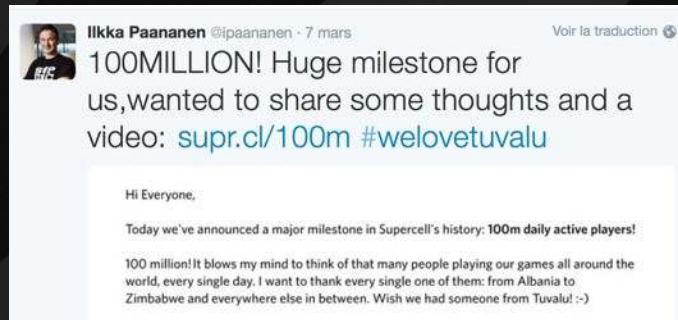 Ilkka Paananen @ipaananen · 7 mars Voir la traduction
100MILLION! Huge milestone for
us,wanted to share some thoughts and a
video: supr.cl/100m #welovetuvalu
Hi Everyone,
Today we've announced a major milestone in Supercell's history: 100m daily active players!
100 million! It blows my mind to think of that many people playing our games all around the
world, every single day. I want to thank every single one of them: from Albania to
Zimbabwe and everywhere else in between. Wish we had someone from Tuvalu! :-)